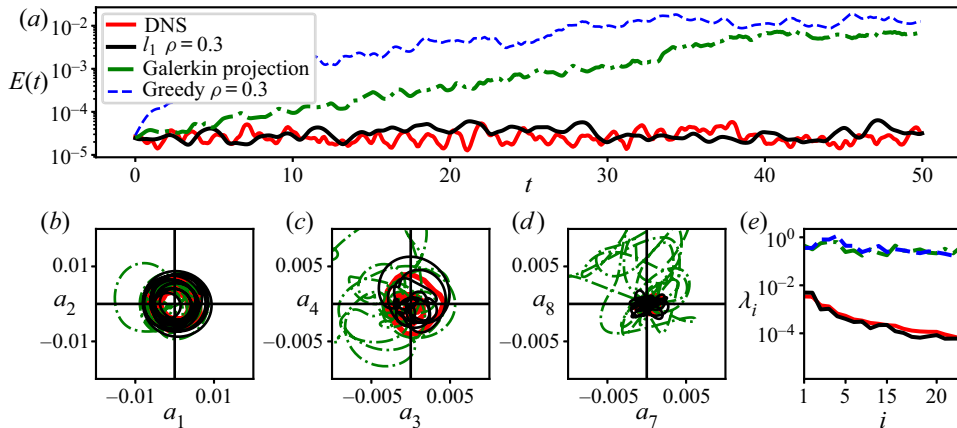 (a)
10⁻²
10⁻³
10⁻⁴
10⁻⁵
E(t)
DNS
l₁ ρ = 0.3
Galerkin projection
Greedy ρ = 0.3
0 10 20 30 40 50
t
(b) (c) (d) (e)
0.01
a₂
−0.01
−0.01 0.01
a₁
0.005
a₄
−0.005
−0.005 0.005
a₃
0.005
a₈
−0.005
−0.005 0.005
a₇
10⁰
10⁻²
λᵢ
10⁻⁴
1 5 15 20
i